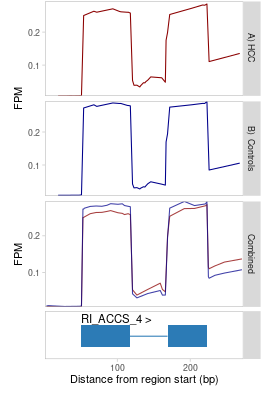 0.2
0.1
FPM
A) HCC
0.2
0.1
B) Controls
0.2
0.1
FPM
Combined
RI_ACCS_4 >
100
200
Distance from region start (bp)